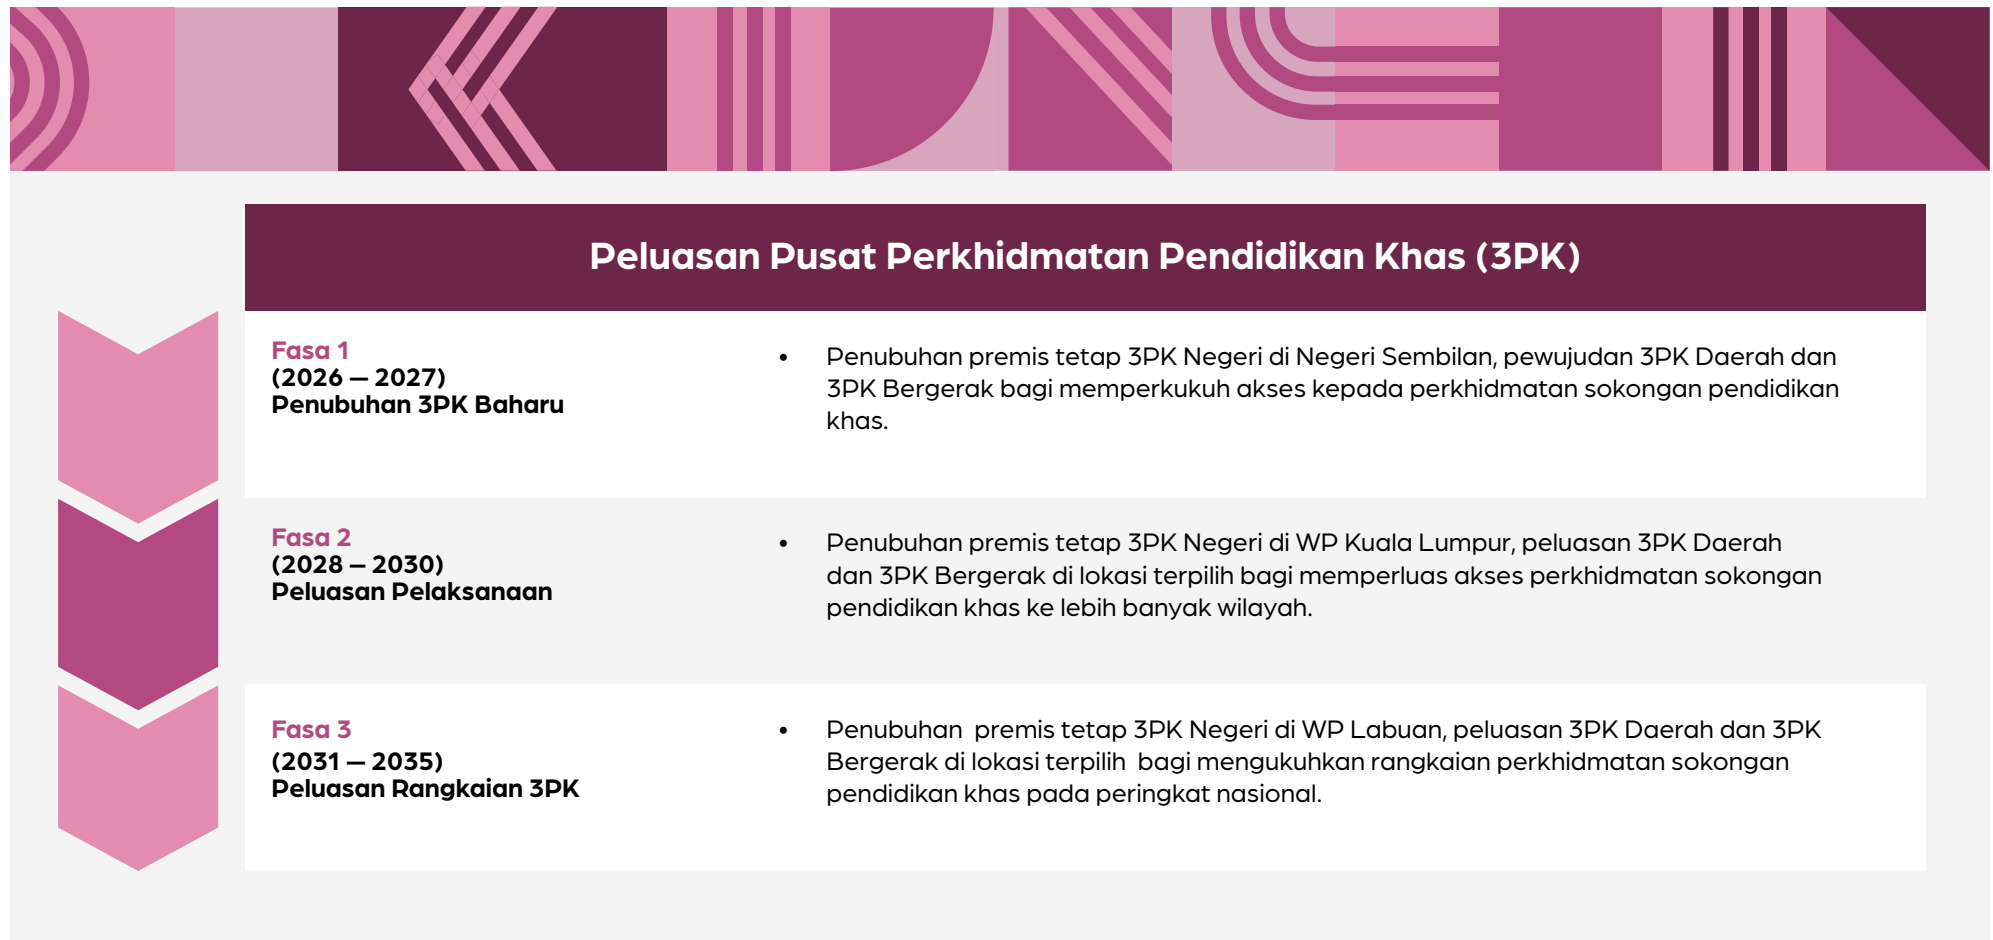 Peluasan Pusat Perkhidmatan Pendidikan Khas (3PK)
Fasa 1
(2026 – 2027)
Penubuhan 3PK Baharu
• Penubuhan premis tetap 3PK Negeri di Negeri Sembilan, pewujudan 3PK Daerah dan
3PK Bergerak bagi memperkukuh akses kepada perkhidmatan sokongan pendidikan
khas.
Fasa 2
(2028 – 2030)
Peluasan Pelaksanaan
• Penubuhan premis tetap 3PK Negeri di WP Kuala Lumpur, peluasan 3PK Daerah
dan 3PK Bergerak di lokasi terpilih bagi memperluas akses perkhidmatan sokongan
pendidikan khas ke lebih banyak wilayah.
Fasa 3
(2031 – 2035)
Peluasan Rangkaian 3PK
• Penubuhan premis tetap 3PK Negeri di WP Labuan, peluasan 3PK Daerah dan 3PK
Bergerak di lokasi terpilih bagi mengukuhkan rangkaian perkhidmatan sokongan
pendidikan khas pada peringkat nasional.